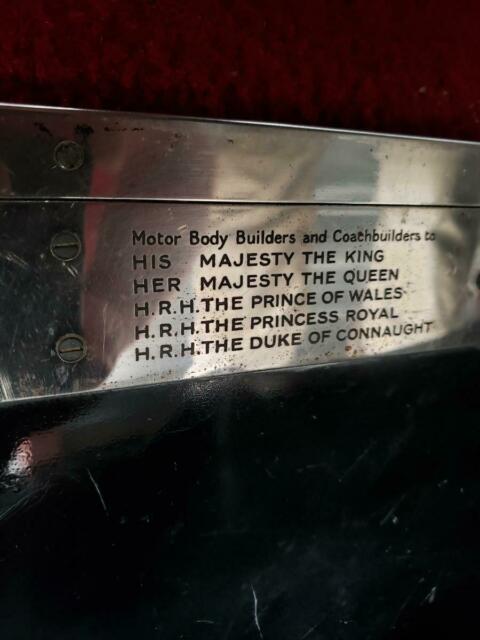 Motor Body Builders and Coachbuilders to
HIS MAJESTY THE KING
HER MAJESTY THE QUEEN
H.R.H. THE PRINCE OF WALES
H.R.H. THE PRINCESS ROYAL
H.R.H. THE DUKE OF CONNAUGHT